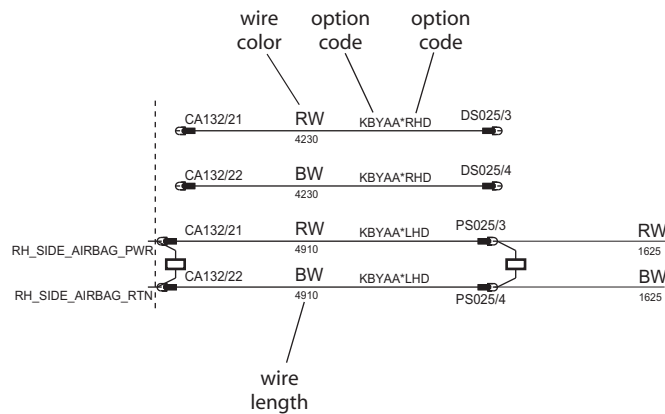 wire color
option code
option code
CA132/21 RW KBYAA*RHD DS025/3
4230
CA132/22 BW KBYAA*RHD DS025/4
4230
CA132/21 RW KBYAA*LHD PS025/3 RW
RH_SIDE_AIRBAG_PWR 4910 1625
CA132/22 BW KBYAA*LHD BW
RH_SIDE_AIRBAG_RTN 4910 PS025/4 1625
wire
length